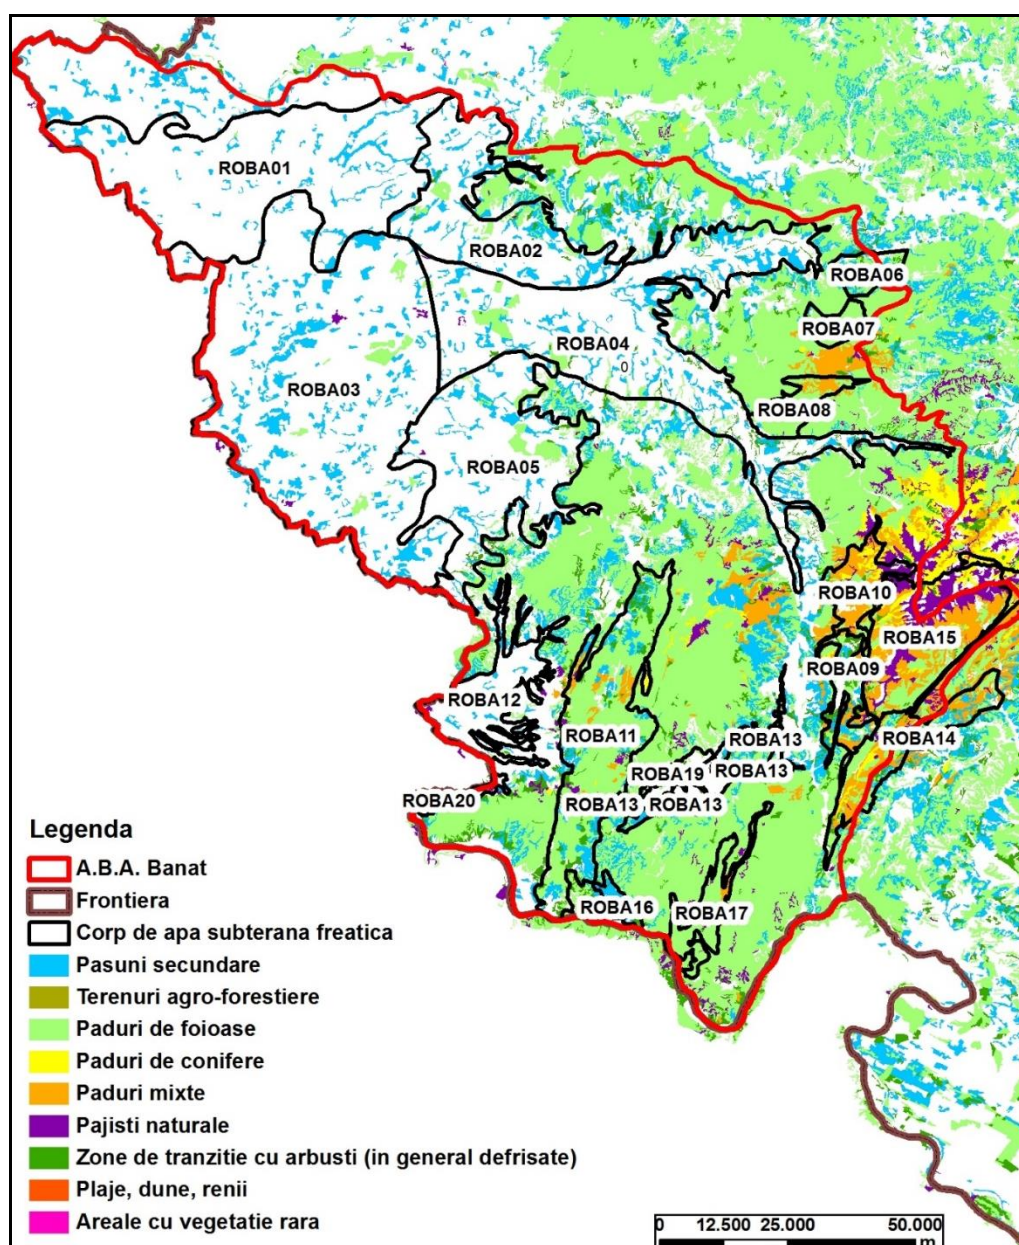 ROBA01
ROBA02
ROBA06
ROBA07
ROBA04
0
ROBA03
ROBA08
ROBA05
ROBA10
ROBA15
ROBA09
ROBA12
ROBA11
ROBA13
ROBA14
ROBA19
ROBA13
ROBA20
ROBA13
ROBA13
ROBA16
ROBA17
Legenda
A.B.A. Banat
Frontiera
Corp de apa subterana freatica
Pasuni secundare
Terenuri agro-forestiere
Paduri de foioase
Paduri de conifere
Paduri mixte
Pajisti naturale
Zone de tranzitie cu arbusti (in general defrisate)
Plaje, dune, renii
Areale cu vegetatie rara
0 12.500 25.000 50.000
m